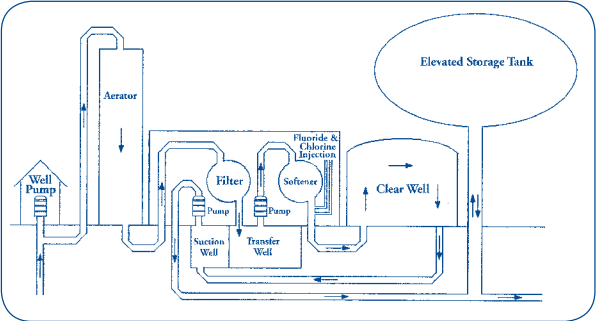 Elevated Storage Tank
Aerator
Fluoride &
Chlorine
Injection
Well
Pump
Filter
Softener
Clear Well
Pump
Pump
Suction
Well
Transfer
Well